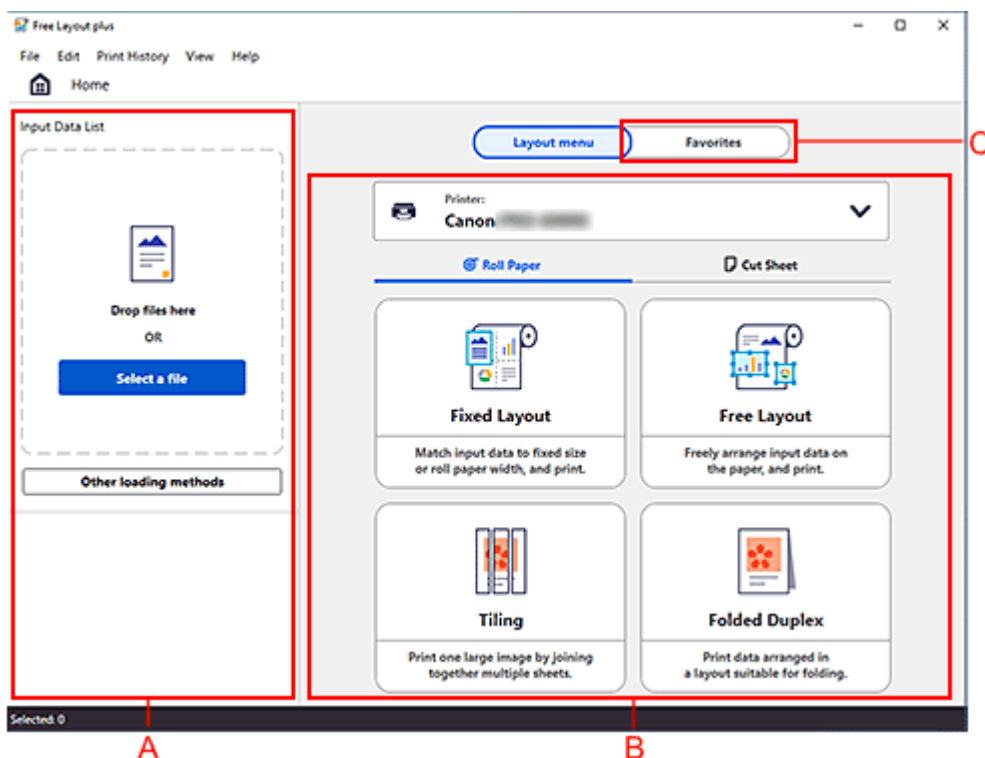 Free Layout plus
File Edit Print History View Help
Home
Input Data List
Drop files here
OR
Select a file
Other loading methods
Layout menu
Favorites
C
Printer:
Canon
Roll Paper
Cut Sheet
Fixed Layout
Match input data to fixed size
or roll paper width, and print.
Free Layout
Freely arrange input data on
the paper, and print.
Tiling
Print one large image by joining
together multiple sheets.
Folded Duplex
Print data arranged in
a layout suitable for folding.
Selected: 0
A
B